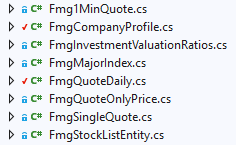 C# Fmg1MinQuote.cs
C# FmgCompanyProfile.cs
C# FmgInvestmentValuationRatios.cs
C# FmgMajorIndex.cs
C# FmgQuoteDaily.cs
C# FmgQuoteOnlyPrice.cs
C# FmgSingleQuote.cs
C# FmgStockListEntity.cs